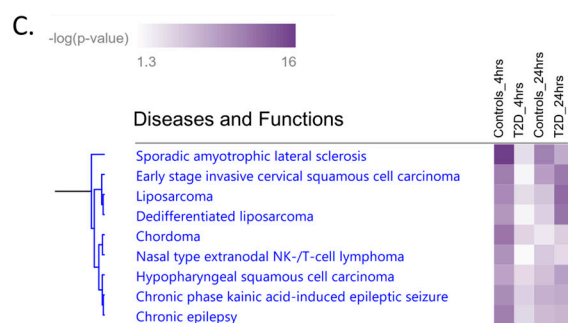 C.
-log(p-value)
1.3 16
Diseases and Functions
Controls_4hrs
T2D_4hrs
Controls_24hrs
T2D_24hrs
Sporadic amyotrophic lateral sclerosis
Early stage invasive cervical squamous cell carcinoma
Liposarcoma
Dedifferentiated liposarcoma
Chordoma
Nasal type extranodal NK-/T-cell lymphoma
Hypopharyngeal squamous cell carcinoma
Chronic phase kainic acid-induced epileptic seizure
Chronic epilepsy